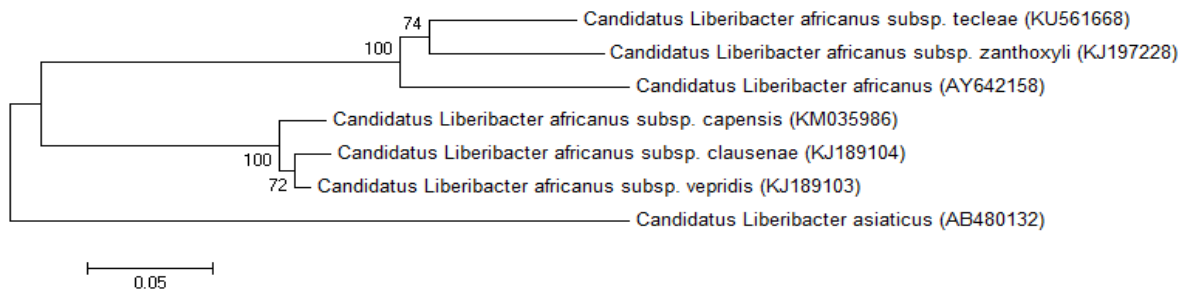 74
Candidatus Liberibacter africanus subsp. tecleae (KU561668)
100
Candidatus Liberibacter africanus subsp. zanthoxyli (KJ197228)
Candidatus Liberibacter africanus (AY642158)
Candidatus Liberibacter africanus subsp. capensis (KM035986)
100
Candidatus Liberibacter africanus subsp. clausenae (KJ189104)
72
Candidatus Liberibacter africanus subsp. vepridis (KJ189103)
Candidatus Liberibacter asiaticus (AB480132)
0.05